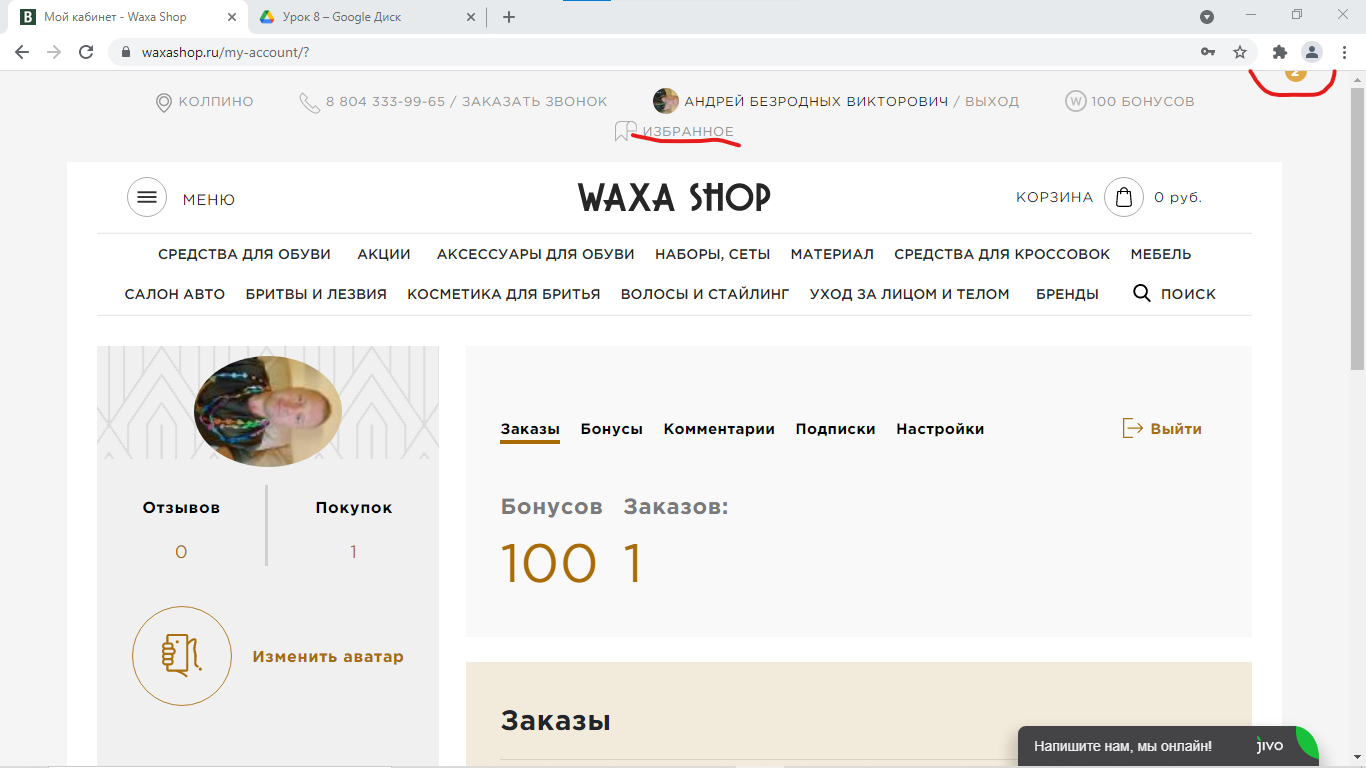 Мой кабинет - Waxa Shop
Урок 8 – Google Диск
waxashop.ru/my-account/?
2
КОЛПИНО
8 804 333-99-65 / ЗАКАЗАТЬ ЗВОНОК
АНДРЕЙ БЕЗРОДНЫХ ВИКТОРОВИЧ / ВЫХОД
W 100 БОНУСОВ
ИЗБРАННОЕ
МЕНЮ
WAXA SHOP
КОРЗИНА 0 руб.
СРЕДСТВА ДЛЯ ОБУВИ АКЦИИ АКСЕССУАРЫ ДЛЯ ОБУВИ НАБОРЫ, СЕТЫ МАТЕРИАЛ СРЕДСТВА ДЛЯ КРОССОВОК МЕБЕЛЬ
САЛОН АВТО БРИТВЫ И ЛЕЗВИЯ КОСМЕТИКА ДЛЯ БРИТЬЯ ВОЛОСЫ И СТАЙЛИНГ УХОД ЗА ЛИЦОМ И ТЕЛОМ БРЕНДЫ ПОИСК
Отзывов Покупок
0 1
Изменить аватар
Заказы Бонусы Комментарии Подписки Настройки Выйти
Бонусов Заказов:
100 1
Заказы
Напишите нам, мы онлайн! jivo